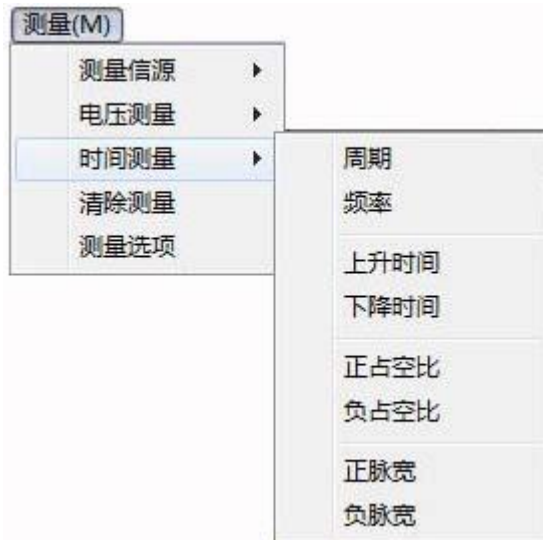 测量(M)
测量信源
电压测量
时间测量
清除测量
测量选项
周期
频率
上升时间
下降时间
正占空比
负占空比
正脉宽
负脉宽